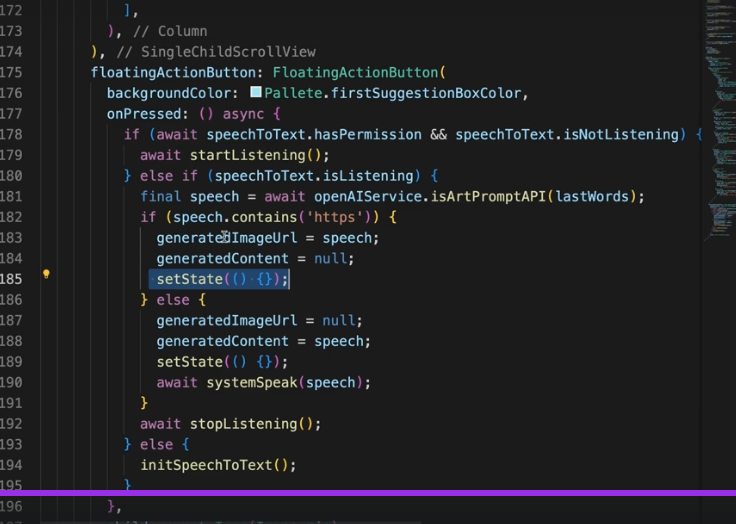 172 ],
173 ), // Column
174 ), // SingleChildScrollView
175 floatingActionButton: FloatingActionButton(
176 backgroundColor: Pallete.firstSuggestionBoxColor,
177 onPressed: () async {
178 if (await speechToText.hasPermission && speechToText.isNotListening) {
179 await startListening();
180 } else if (speechToText.isListening) {
181 final speech = await openAIService.isArtPromptAPI(lastWords);
182 if (speech.contains('https')) {
183 generatedImageUrl = speech;
184 generatedContent = null;
185 setState(() {});
186 } else {
187 generatedImageUrl = null;
188 generatedContent = speech;
189 setState(() {});
190 await systemSpeak(speech);
191 }
192 await stopListening();
193 } else {
194 initSpeechToText();
195 }
196 },